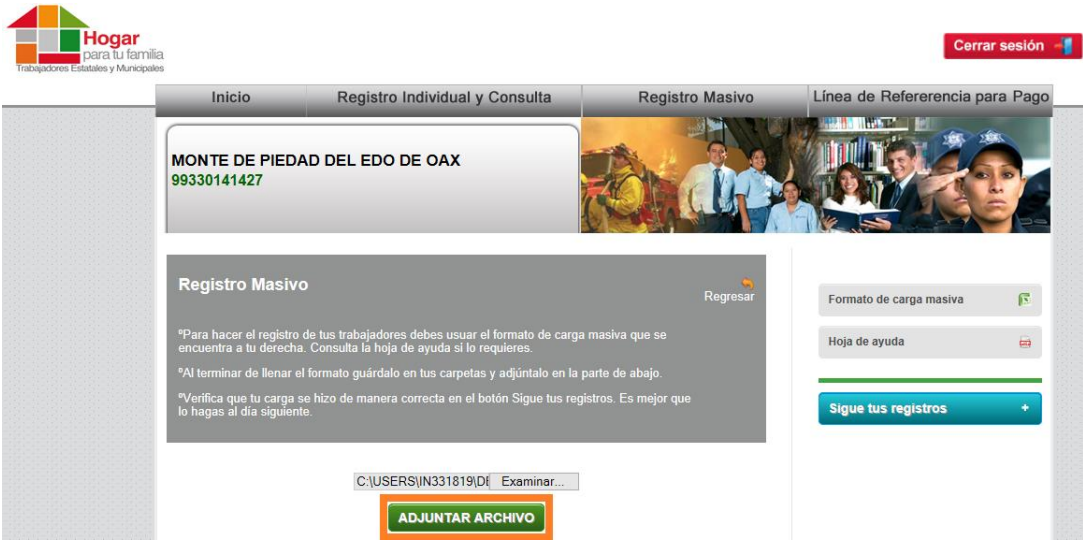 Hogar
para tu familia
Trabajadores Estatales y Municipales
Cerrar sesión
Inicio
Registro Individual y Consulta
Registro Masivo
Línea de Refererencia para Pago
MONTE DE PIEDAD DEL EDO DE OAX
99330141427
Registro Masivo
Regresar
ºPara hacer el registro de tus trabajadores debes usuar el formato de carga masiva que se
encuentra a tu derecha. Consulta la hoja de ayuda si lo requieres.
ºAl terminar de llenar el formato guárdalo en tus carpetas y adjúntalo en la parte de abajo.
ºVerifica que tu carga se hizo de manera correcta en el botón Sigue tus registros. Es mejor que
lo hagas al día siguiente.
Formato de carga masiva
Hoja de ayuda
Sigue tus registros +
C:\USERS\IN331819\DE
Examinar...
ADJUNTAR ARCHIVO